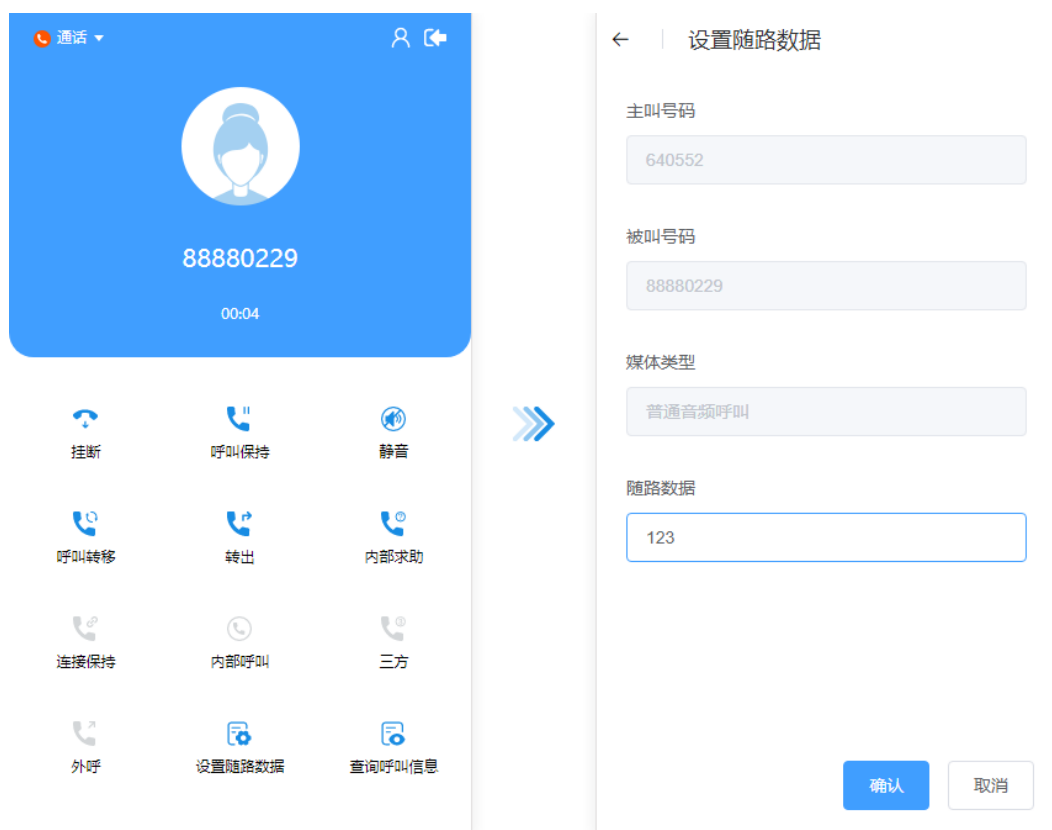 通话
88880229
00:04
挂断
呼叫保持
静音
呼叫转移
转出
内部求助
连接保持
内部呼叫
三方
外呼
设置随路数据
查询呼叫信息
设置随路数据
主叫号码
640552
被叫号码
88880229
媒体类型
普通音频呼叫
随路数据
123
确认
取消